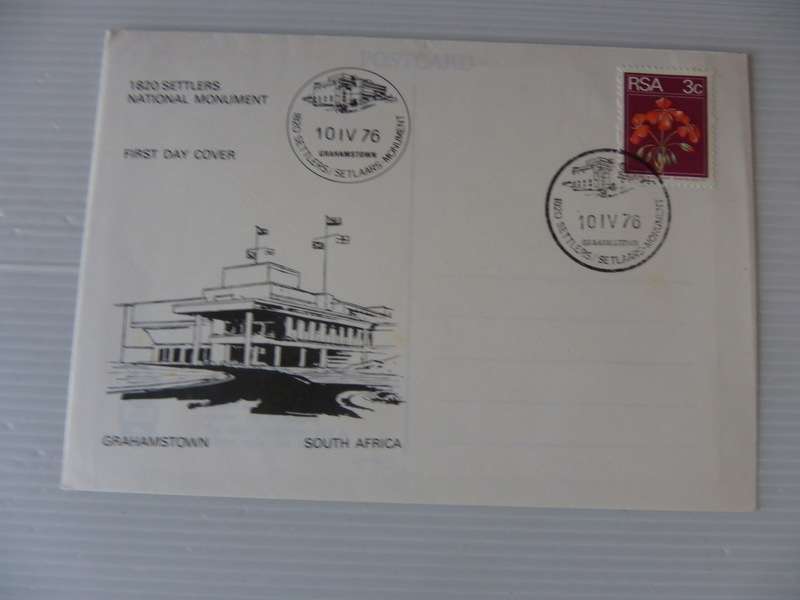 POSTCARD
1820 SETTLERS
NATIONAL MONUMENT
FIRST DAY COVER
10 IV 76
GRAHAMSTOWN
1820 SETTLERS/SETLAARS-MONUMENT
RSA 3c
10 IV 76
GRAHAMSTOWN
1820 SETTLERS/SETLAARS-MONUMENT
GRAHAMSTOWN SOUTH AFRICA